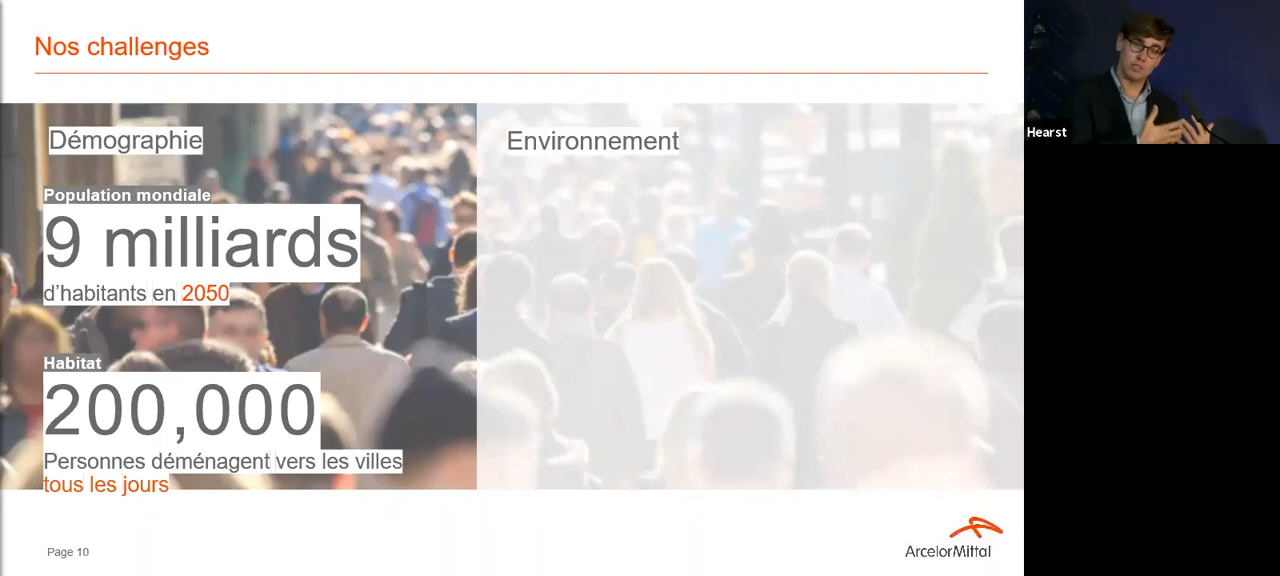 Nos challenges
Démographie
Environnement
Population mondiale
9 milliards
d'habitants en 2050
Habitat
200,000
Personnes déménagent vers les villes
tous les jours
Page 10
ArcelorMittal
Hearst